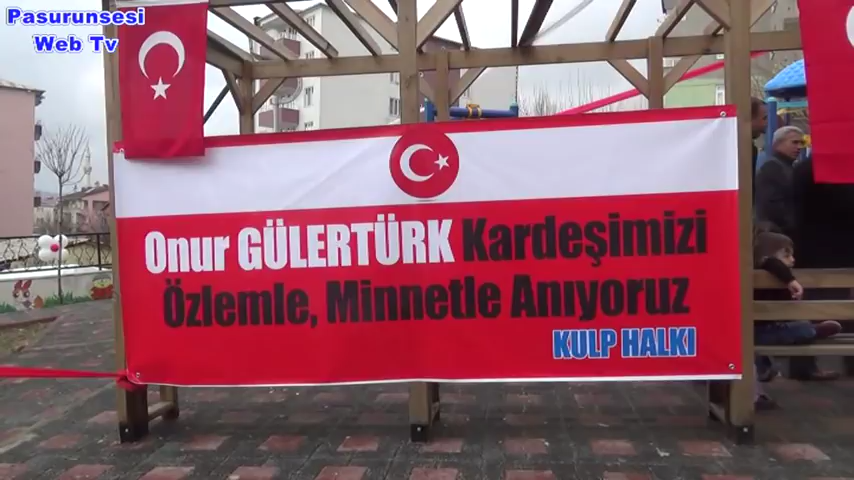 Pasurunsesi
Web Tv
Onur GÜLERTÜRK Kardeşimizi
Özlemle, Minnetle Anıyoruz
KULP HALKI